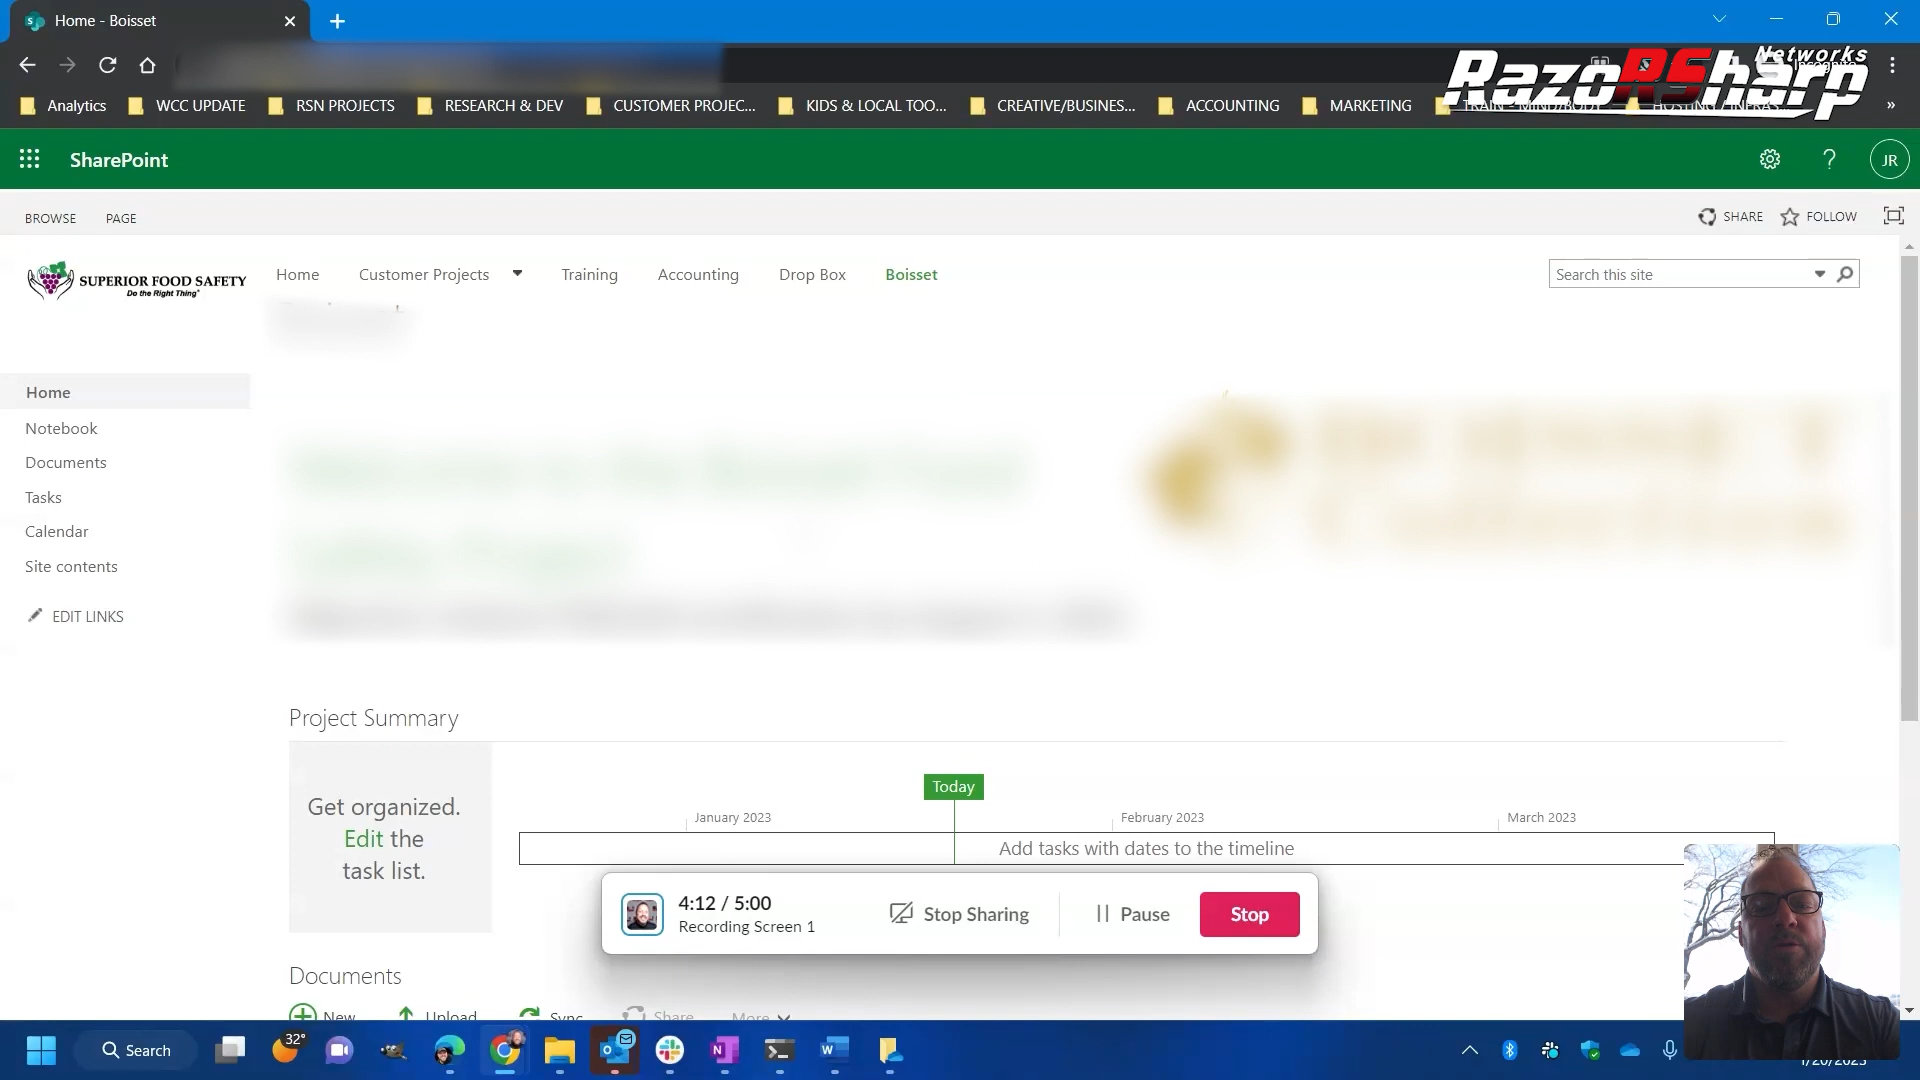 Home - Boisset
Networks
RazoRSharp
Analytics WCC UPDATE RSN PROJECTS RESEARCH & DEV CUSTOMER PROJEC... KIDS & LOCAL TOO... CREATIVE/BUSINES... ACCOUNTING MARKETING
SharePoint
JR
BROWSE PAGE SHARE FOLLOW
SUPERIOR FOOD SAFETY
Do the Right Thing
Home Customer Projects Training Accounting Drop Box Boisset
Search this site
Home
Notebook
Documents
Tasks
Calendar
Site contents
EDIT LINKS
Project Summary
Get organized.
Edit the
task list.
Today
January 2023 February 2023 March 2023
Add tasks with dates to the timeline
4:12 / 5:00
Recording Screen 1
Stop Sharing
Pause
Stop
Documents
New Upload Sync Share More
32°
Search
1/20/2023